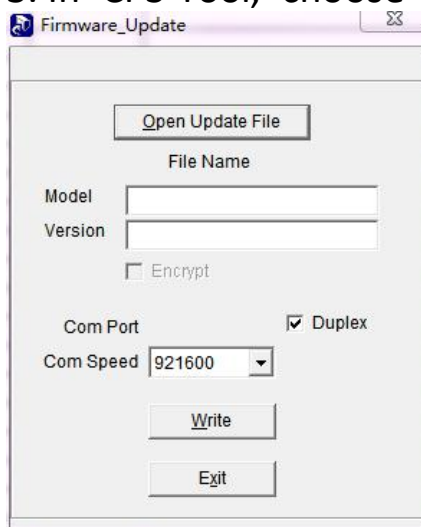 Firmware_Update
Open Update File
File Name
Model
Version
Encrypt
Com Port
Duplex
Com Speed 921600
Write
Exit